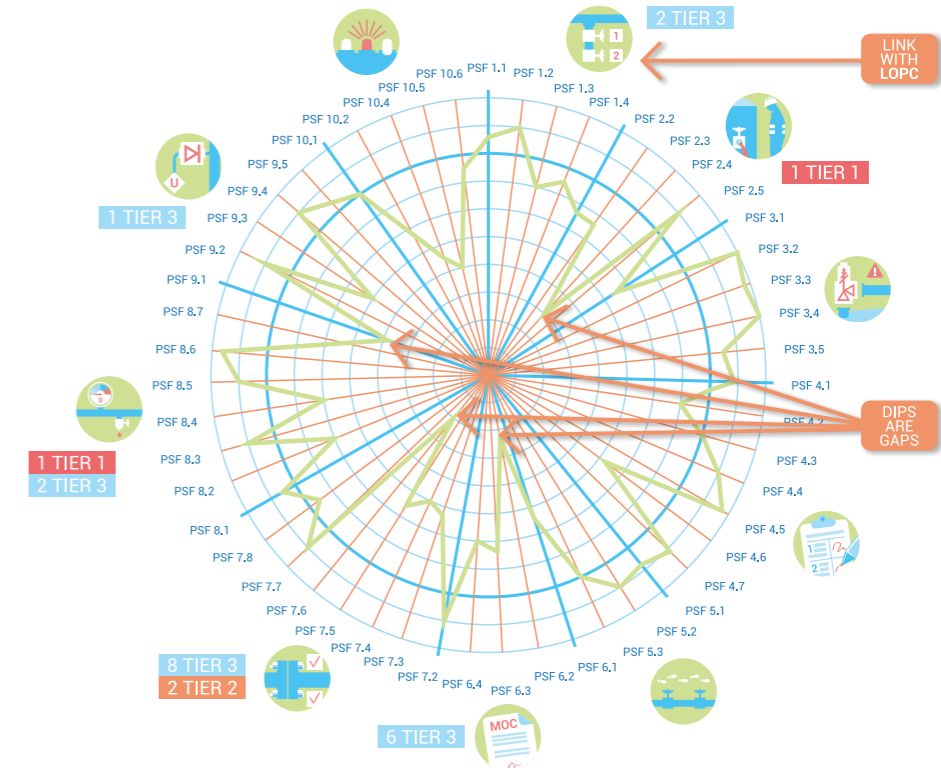 2 TIER 3
1
2
LINK
WITH
LOPC
PSF 1.1
PSF 1.2
PSF 1.3
PSF 1.4
PSF 2.2
PSF 2.3
PSF 2.4
PSF 2.5
1 TIER 1
PSF 3.1
PSF 3.2
PSF 3.3
PSF 3.4
PSF 3.5
PSF 4.1
PSF 4.2
DIPS
ARE
GAPS
PSF 4.3
PSF 4.4
PSF 4.5
PSF 4.6
PSF 4.7
1
2
PSF 5.1
PSF 5.2
PSF 5.3
PSF 6.1
PSF 6.2
PSF 6.3
PSF 6.4
MOC
6 TIER 3
PSF 7.2
PSF 7.3
PSF 7.4
PSF 7.5
8 TIER 3
2 TIER 2
PSF 7.6
PSF 7.7
PSF 7.8
PSF 8.1
PSF 8.2
PSF 8.3
PSF 8.4
1 TIER 1
2 TIER 3
0
PSF 8.5
PSF 8.6
PSF 8.7
PSF 9.1
PSF 9.2
PSF 9.3
PSF 9.4
PSF 9.5
1 TIER 3
U
PSF 10.1
PSF 10.2
PSF 10.4
PSF 10.5
PSF 10.6